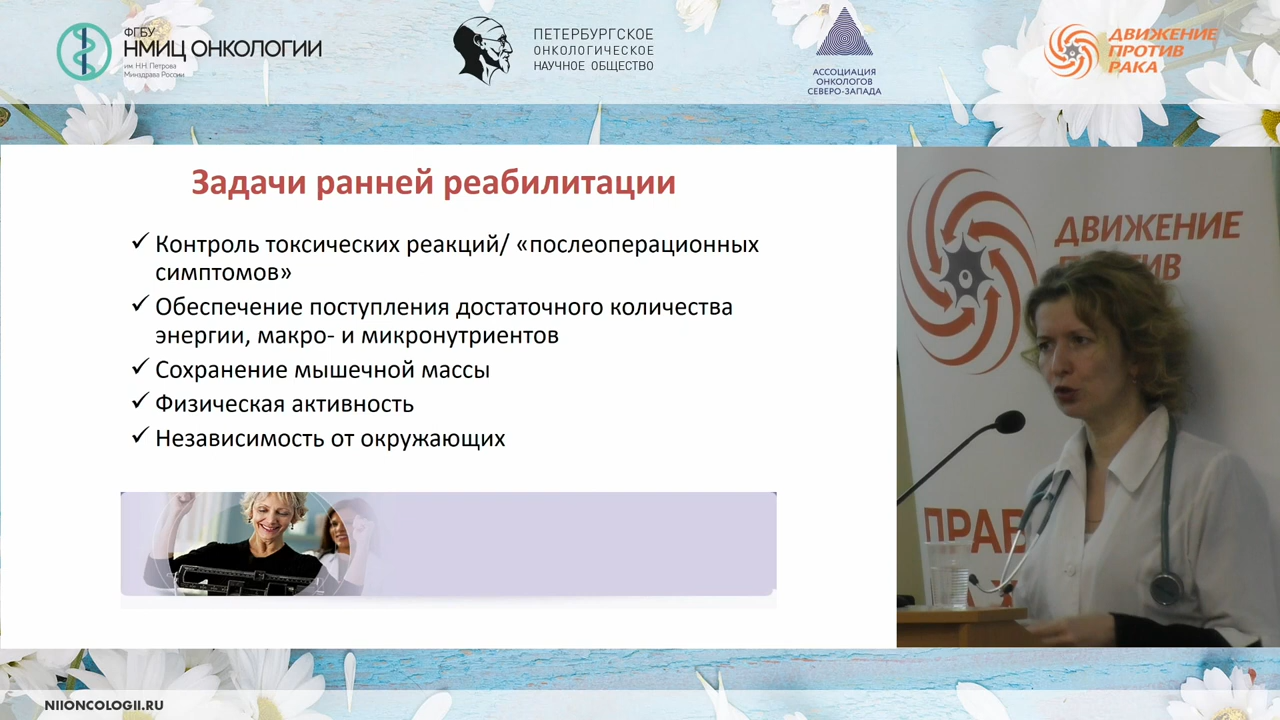 ФГБУ
НМИЦ ОНКОЛОГИИ
им. Н.Н. Петрова
Минздрава России
ПЕТЕРБУРГСКОЕ
ОНКОЛОГИЧЕСКОЕ
НАУЧНОЕ ОБЩЕСТВО
АССОЦИАЦИЯ
ОНКОЛОГОВ
СЕВЕРО-ЗАПАДА
ДВИЖЕНИЕ
ПРОТИВ
РАКА
Задачи ранней реабилитации
✓ Контроль токсических реакций/ «послеоперационных
симптомов»
✓ Обеспечение поступления достаточного количества
энергии, макро- и микронутриентов
✓ Сохранение мышечной массы
✓ Физическая активность
✓ Независимость от окружающих
ДВИЖЕНИЕ
NIIONCOLOGII.RU